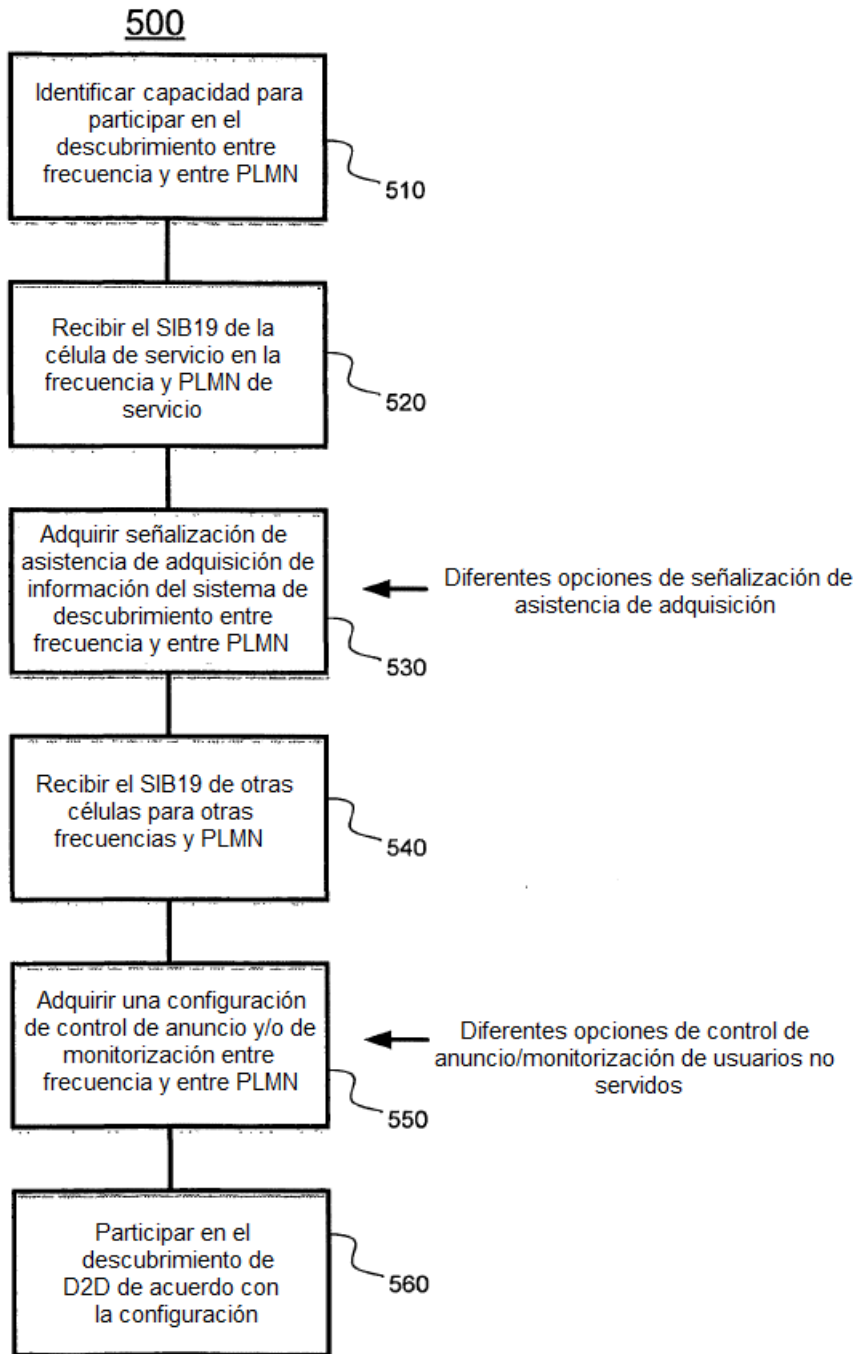 500
Identificar capacidad para
participar en el
descubrimiento entre
frecuencia y entre PLMN
510
Recibir el SIB19 de la
célula de servicio en la
frecuencia y PLMN de
servicio
520
Adquirir señalización de
asistencia de adquisición de
información del sistema de
descubrimiento entre
frecuencia y entre PLMN
530
Diferentes opciones de señalización de
asistencia de adquisición
Recibir el SIB19 de otras
células para otras
frecuencias y PLMN
540
Adquirir una configuración
de control de anuncio y/o de
monitorización entre
frecuencia y entre PLMN
550
Diferentes opciones de control de
anuncio/monitorización de usuarios no
servidos
Participar en el
descubrimiento de
D2D de acuerdo con
la configuración
560